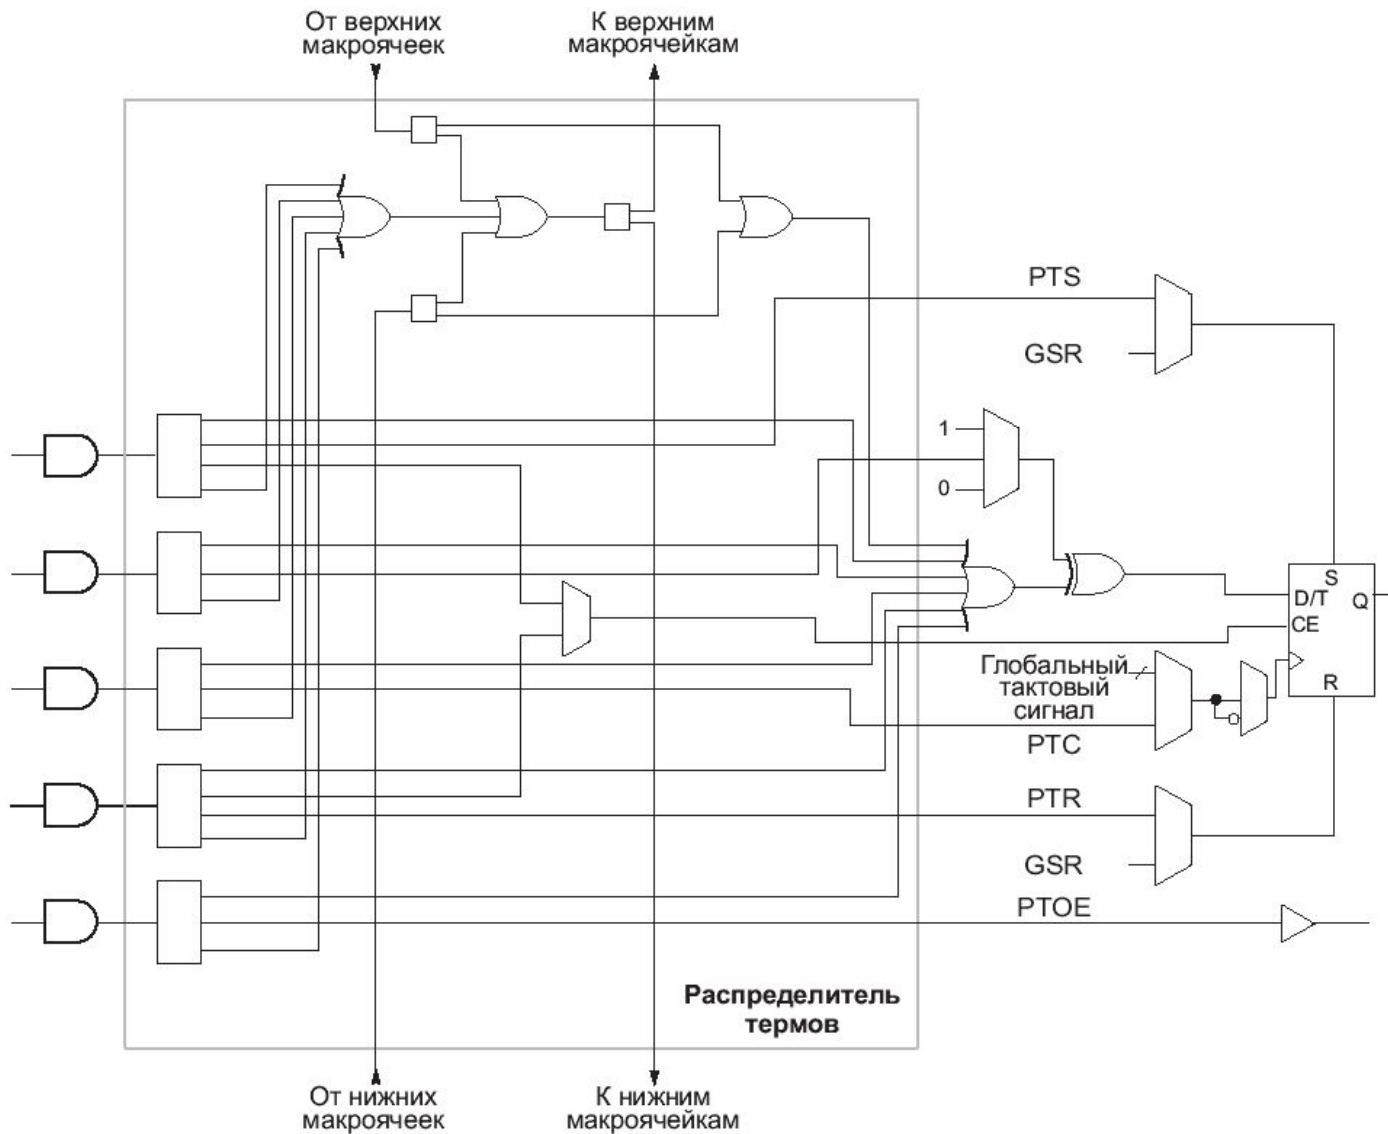 От верхних
макроячеек
К верхним
макроячейкам
PTS
GSR
1
0
S
D/T
Q
CE
R
Глобальный
тактовый
сигнал
PTC
PTR
GSR
PTOE
Распределитель
термов
От нижних
макроячеек
К нижним
макроячейкам